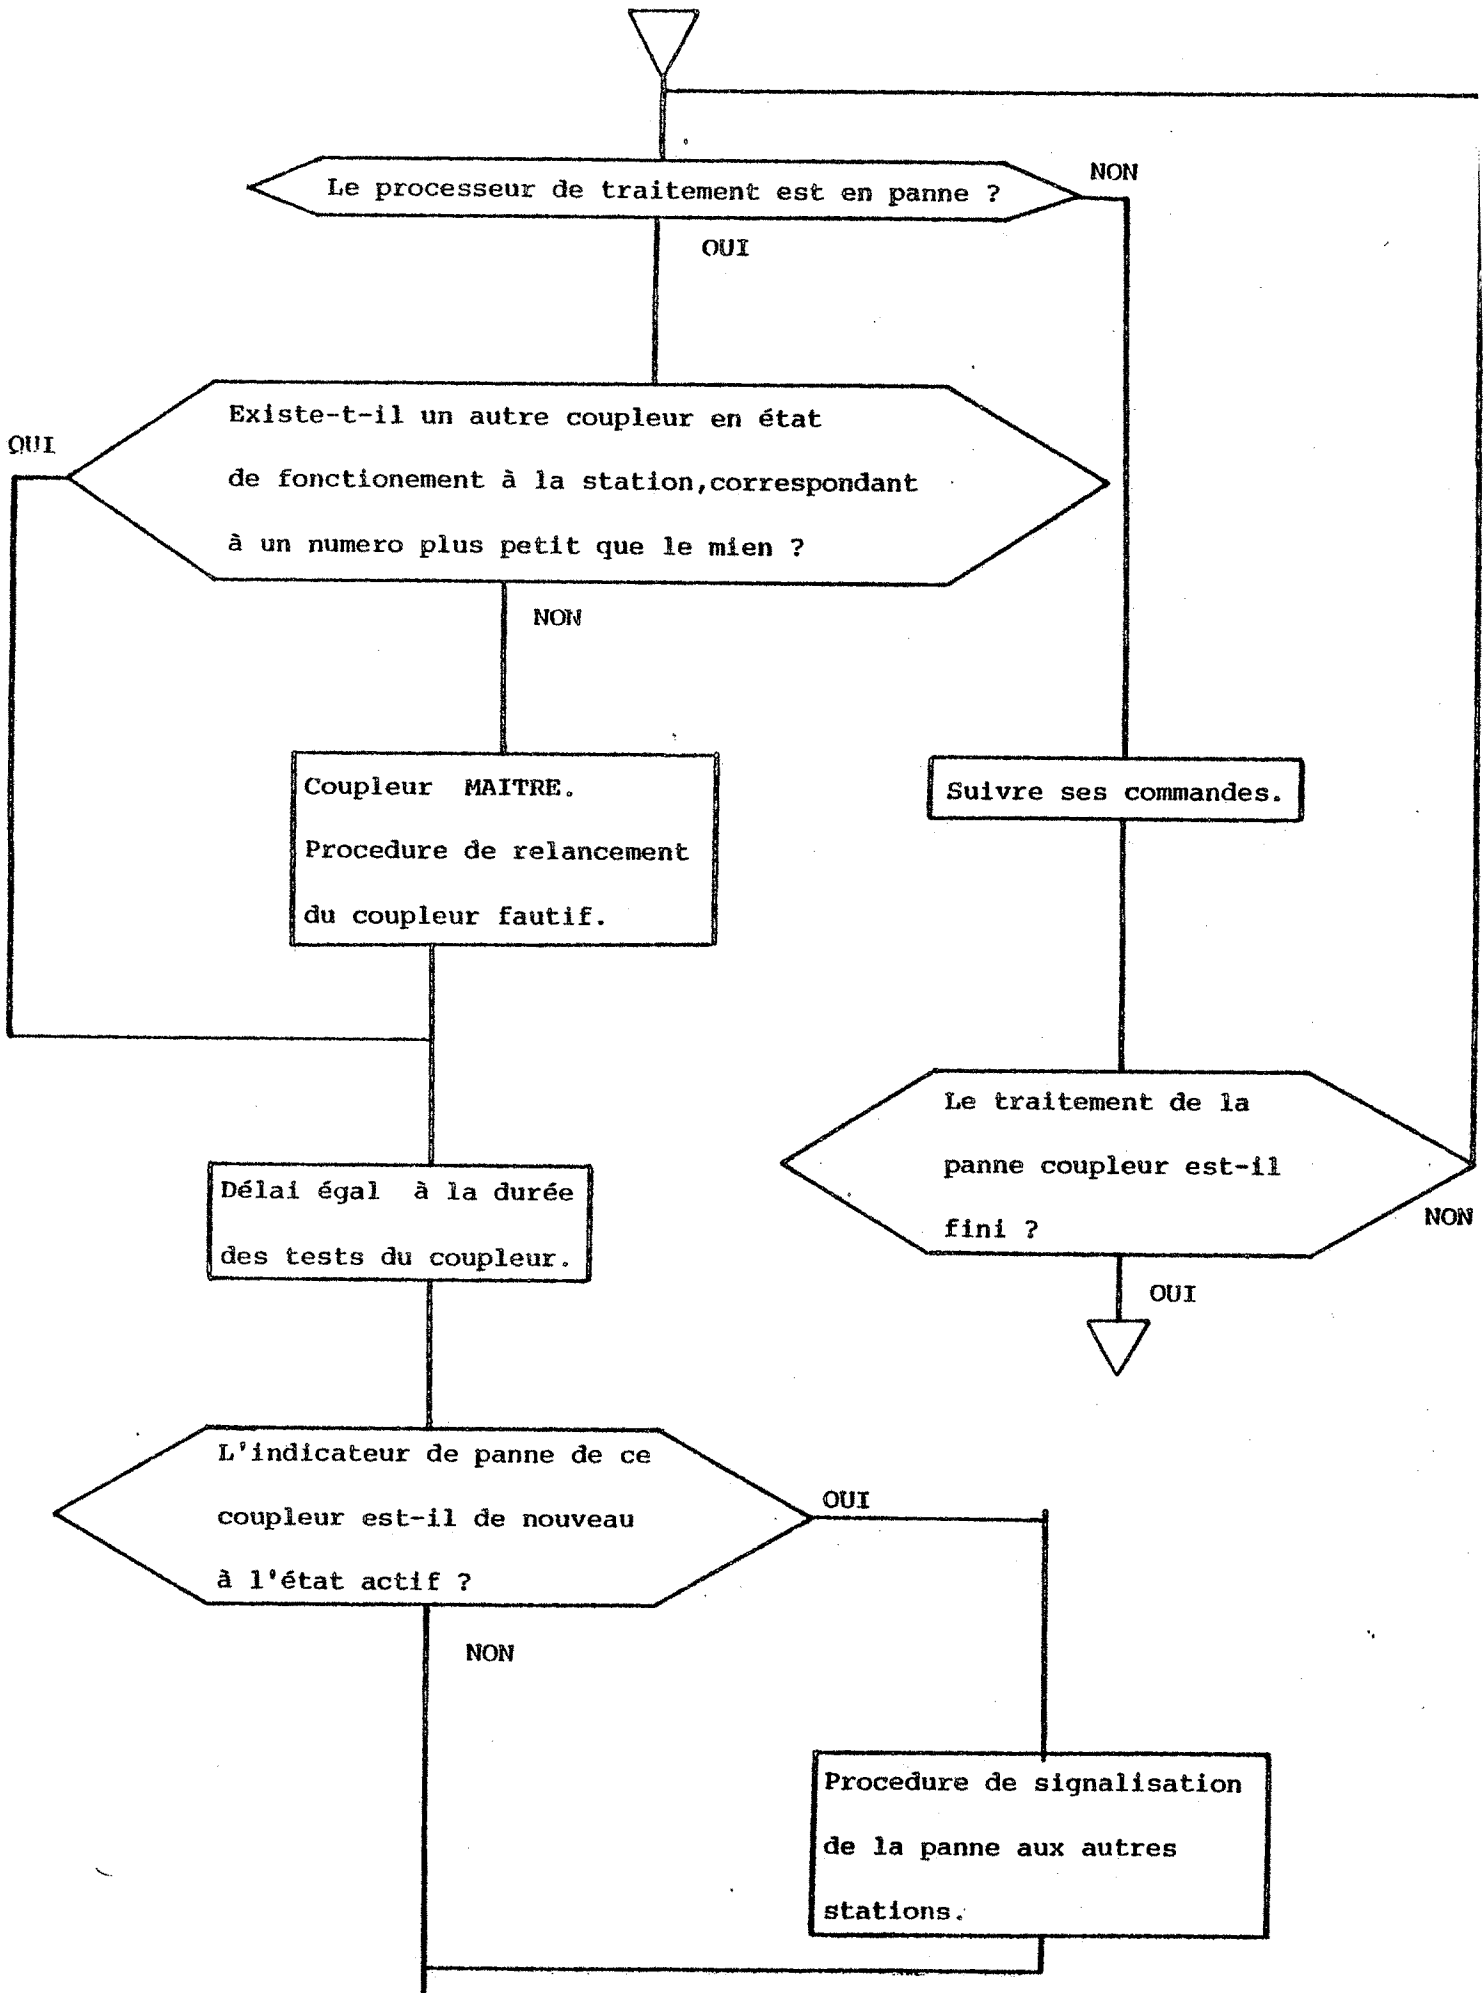 Le processeur de traitement est en panne ?
NON
OUI
Existe-t-il un autre coupleur en état
de fonctionement à la station,correspondant
à un numero plus petit que le mien ?
OUI
NON
Coupleur MAITRE.
Procedure de relancement
du coupleur fautif.
Suivre ses commandes.
Le traitement de la
panne coupleur est-il
fini ?
NON
OUI
Délai égal à la durée
des tests du coupleur.
L'indicateur de panne de ce
coupleur est-il de nouveau
à l'état actif ?
OUI
NON
Procedure de signalisation
de la panne aux autres
stations.